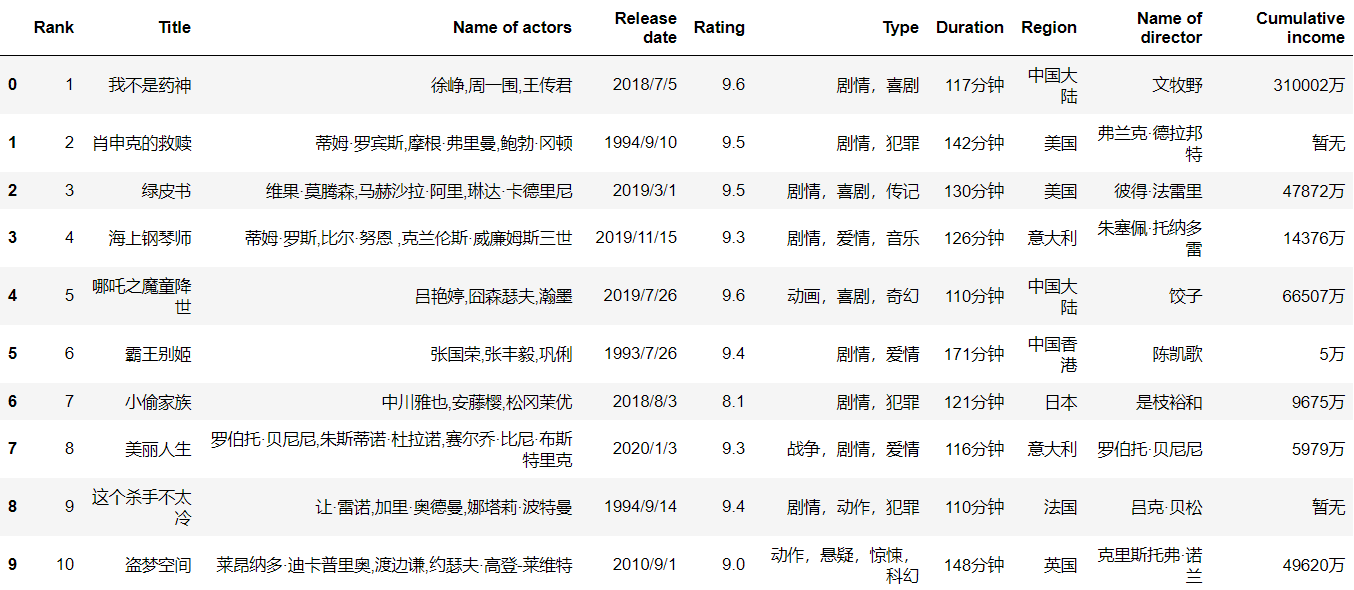 Rank Title Name of actors Release date Rating Type Duration Region Name of director Cumulative income
0 1 我不是药神 徐峥,周一围,王传君 2018/7/5 9.6 剧情，喜剧 117分钟 中国大陆 文牧野 310002万
1 2 肖申克的救赎 蒂姆·罗宾斯,摩根·弗里曼,鲍勃·冈顿 1994/9/10 9.5 剧情，犯罪 142分钟 美国 弗兰克·德拉邦特 暂无
2 3 绿皮书 维果·莫腾森,马赫沙拉·阿里,琳达·卡德里尼 2019/3/1 9.5 剧情，喜剧，传记 130分钟 美国 彼得·法雷里 47872万
3 4 海上钢琴师 蒂姆·罗斯,比尔·努恩 ,克兰伦斯·威廉姆斯三世 2019/11/15 9.3 剧情，爱情，音乐 126分钟 意大利 朱塞佩·托纳多雷 14376万
4 5 哪吒之魔童降世 吕艳婷,囧森瑟夫,瀚墨 2019/7/26 9.6 动画，喜剧，奇幻 110分钟 中国大陆 饺子 66507万
5 6 霸王别姬 张国荣,张丰毅,巩俐 1993/7/26 9.4 剧情，爱情 171分钟 中国香港 陈凯歌 5万
6 7 小偷家族 中川雅也,安藤樱,松冈茉优 2018/8/3 8.1 剧情，犯罪 121分钟 日本 是枝裕和 9675万
7 8 美丽人生 罗伯托·贝尼尼,朱斯蒂诺·杜拉诺,赛尔乔·比尼·布斯特里克 2020/1/3 9.3 战争，剧情，爱情 116分钟 意大利 罗伯托·贝尼尼 5979万
8 9 这个杀手不太冷 让·雷诺,加里·奥德曼,娜塔莉·波特曼 1994/9/14 9.4 剧情，动作，犯罪 110分钟 法国 吕克·贝松 暂无
9 10 盗梦空间 莱昂纳多·迪卡普里奥,渡边谦,约瑟夫·高登-莱维特 2010/9/1 9.0 动作，悬疑，惊悚，科幻 148分钟 英国 克里斯托弗·诺兰 49620万